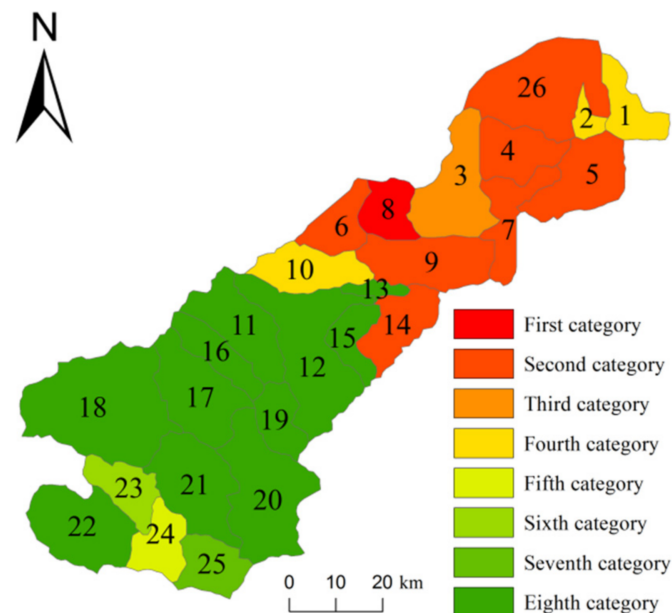 N
26
1
2
4
5
3
8
6
7
9
10
13
14
11
15
16
12
17
18
19
21
20
23
22
24
25
First category
Second category
Third category
Fourth category
Fifth category
Sixth category
Seventh category
Eighth category
0 10 20 km